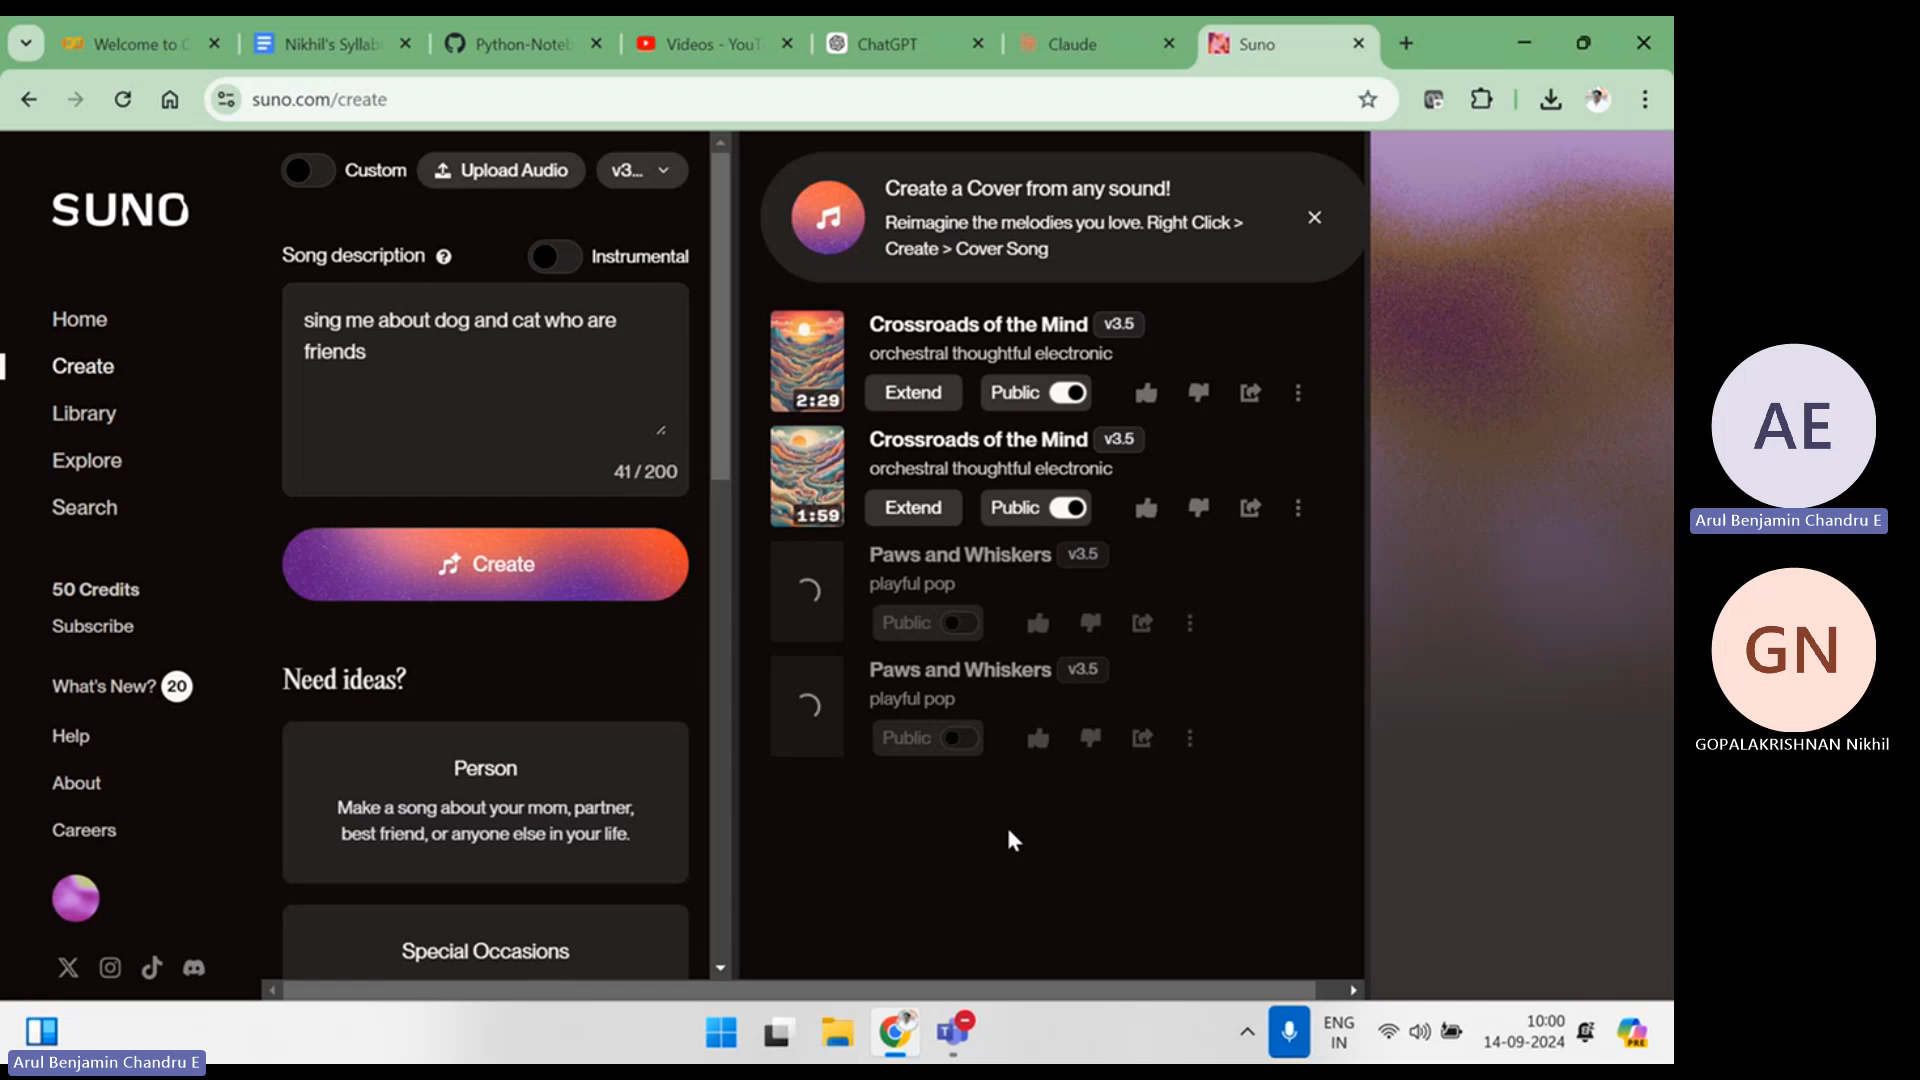 Welcome to C
Nikhil's Syllab
Python-Noteb
Videos - YouT
ChatGPT
Claude
Suno
suno.com/create
SUNO
Home
Create
Library
Explore
Search
50 Credits
Subscribe
What's New? 20
Help
About
Careers
Custom
Upload Audio
v3...
Song description
Instrumental
sing me about dog and cat who are
friends
41 / 200
Create
Need ideas?
Person
Make a song about your mom, partner,
best friend, or anyone else in your life.
Special Occasions
Create a Cover from any sound!
Reimagine the melodies you love. Right Click >
Create > Cover Song
Crossroads of the Mind v3.5
orchestral thoughtful electronic
2:29
Extend Public
Crossroads of the Mind v3.5
orchestral thoughtful electronic
1:59
Extend Public
Paws and Whiskers v3.5
playful pop
Public
Paws and Whiskers v3.5
playful pop
Public
AE
Arul Benjamin Chandru E
GN
GOPALAKRISHNAN Nikhil
ENG
IN
10:00
14-09-2024
PRE
Arul Benjamin Chandru E